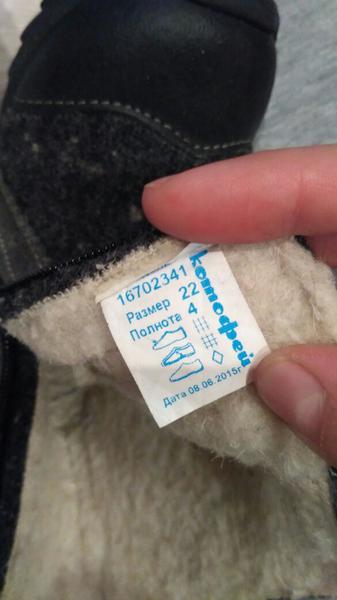 котофей
16702341
Размер 22
Полнота 4
Дата 08.06.2015г